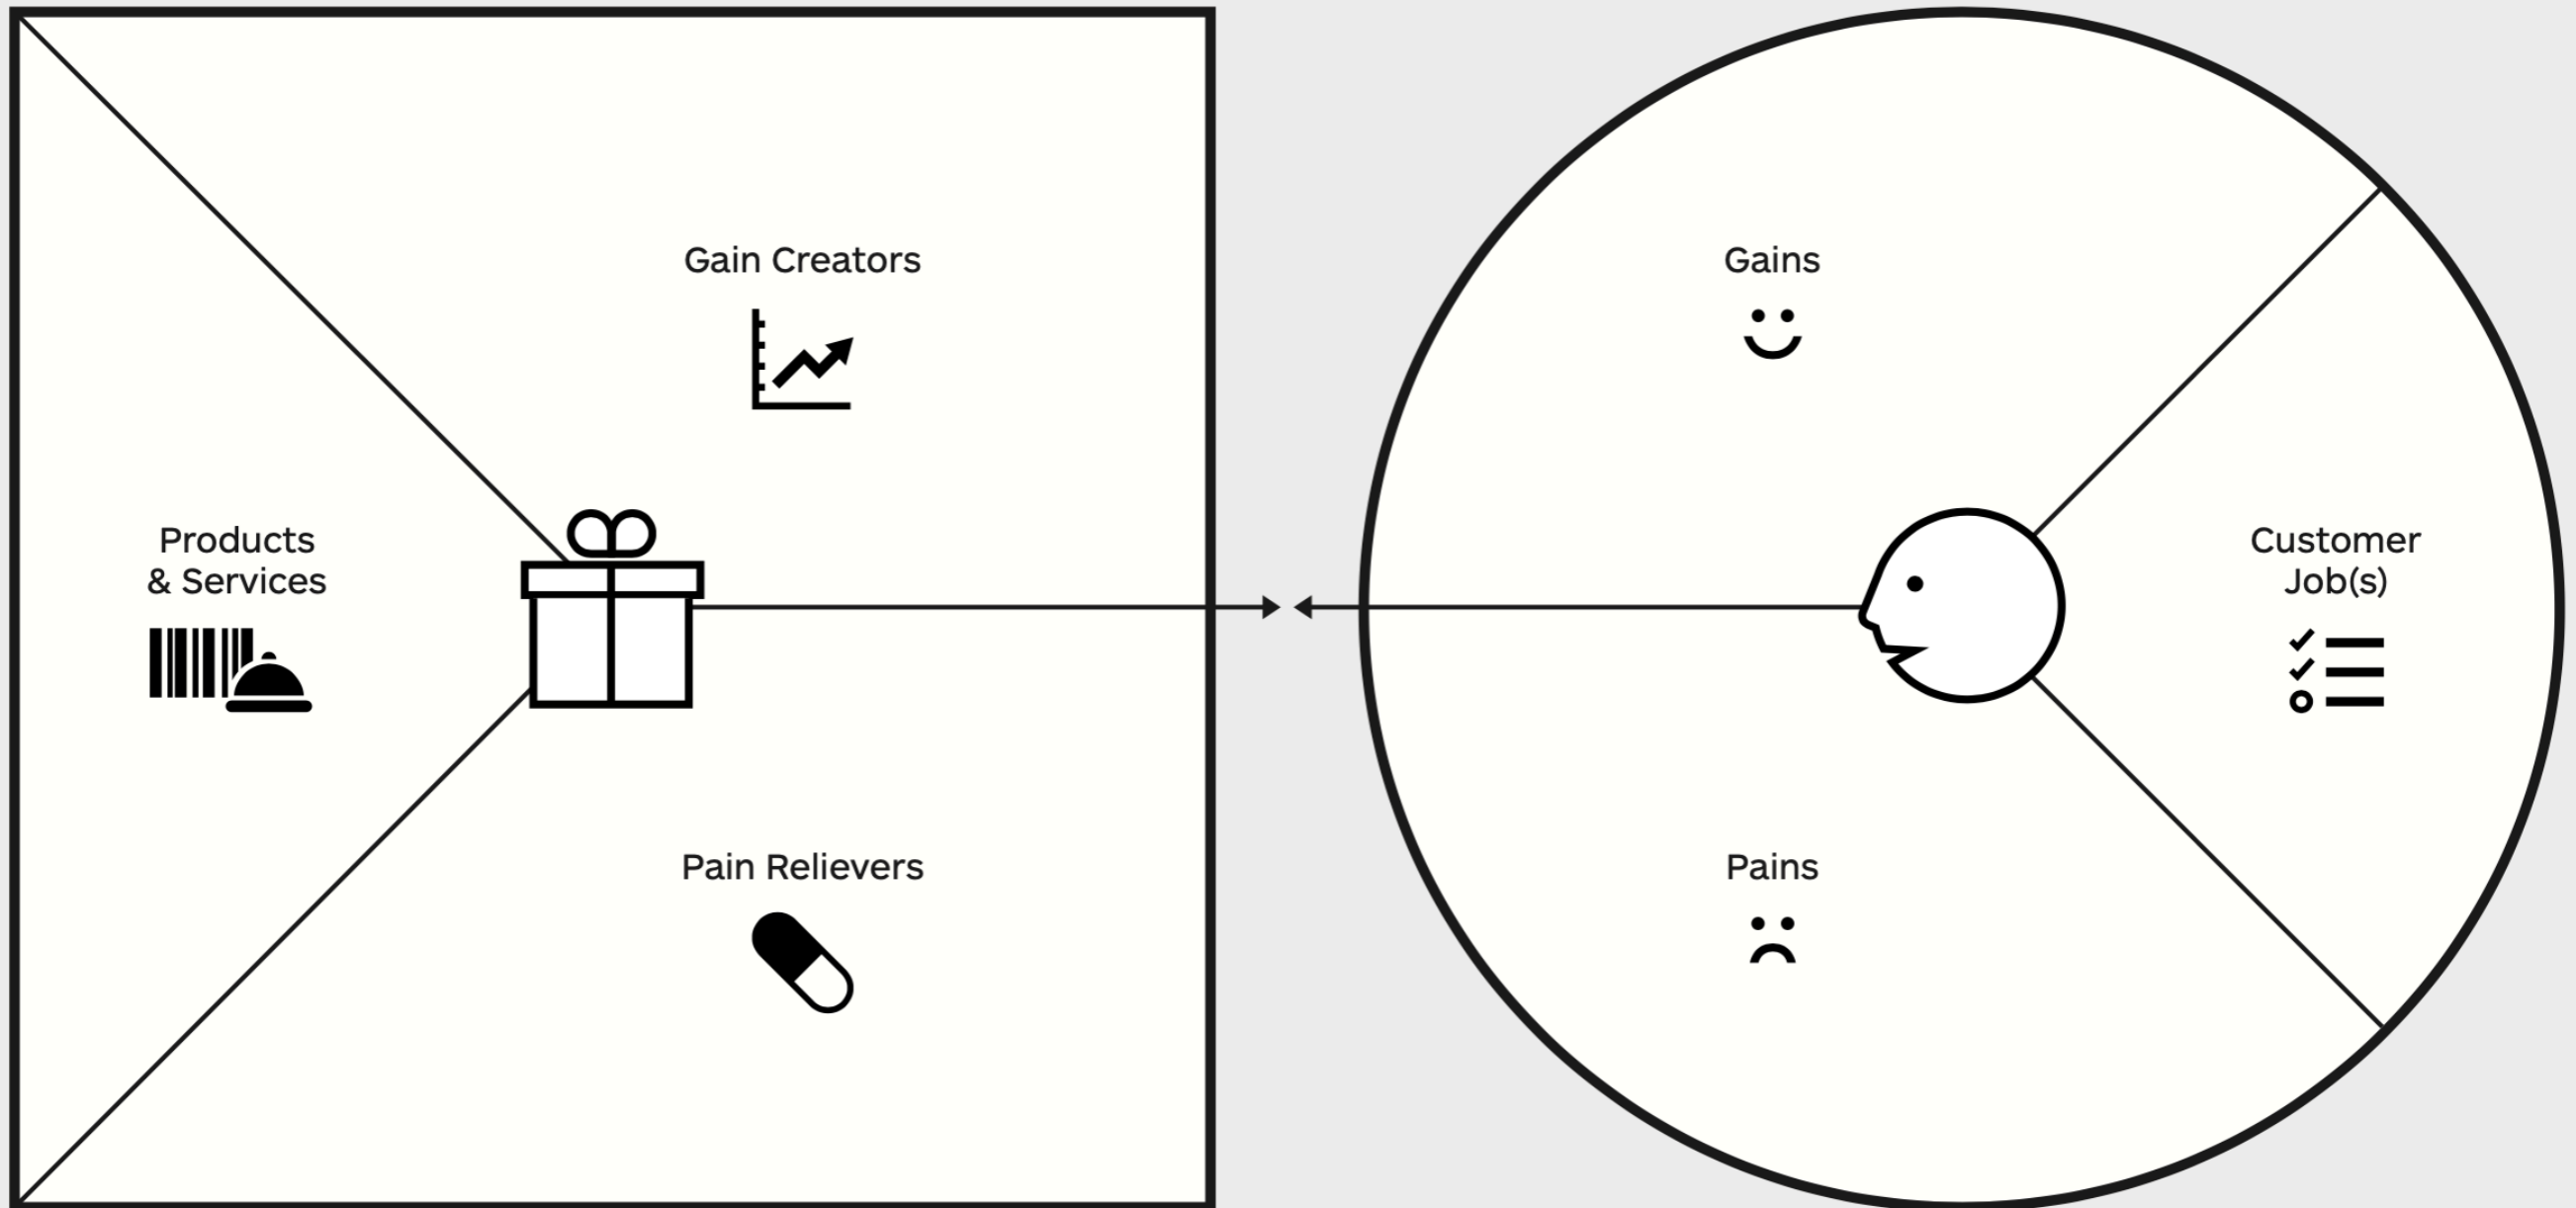 Gain Creators
Products
& Services
Pain Relievers
Gains
Customer
Job(s)
Pains